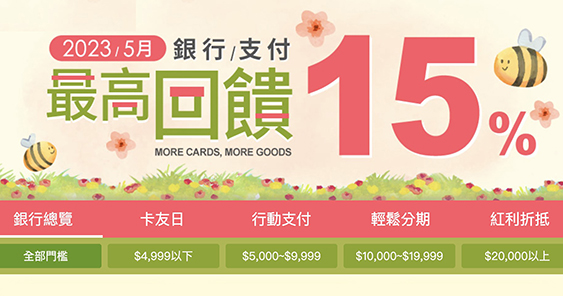 2023/5月 銀行/支付
最高回饋15%
MORE CARDS, MORE GOODS
銀行總覽 卡友日 行動支付 輕鬆分期 紅利折抵
全部門檻 $4,999以下 $5,000~$9,999 $10,000~$19,999 $20,000以上